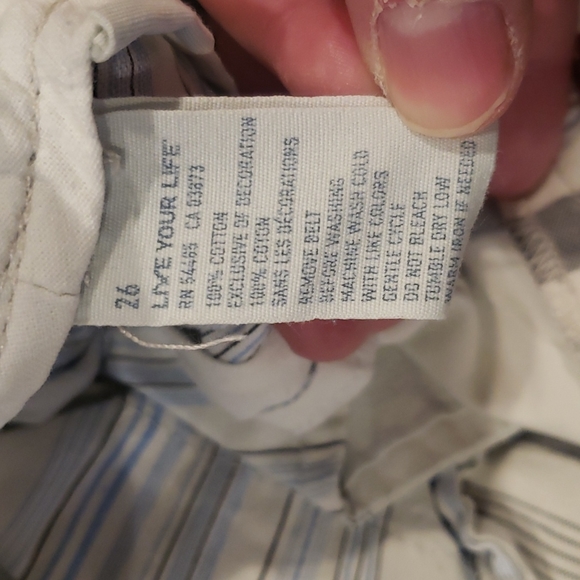 26
LIVE YOUR LIFE
RN 54485 CA 03873
100% COTTON
EXCLUSIVE OF DECORATION
100% COTON
SANS LES DÉCORATIONS
REMOVE BELT
BEFORE WASHING
MACHINE WASH COLD
WITH LIKE COLORS
GENTLE CYCLE
DO NOT BLEACH
TUMBLE DRY LOW
WARM IRON IF NEEDED